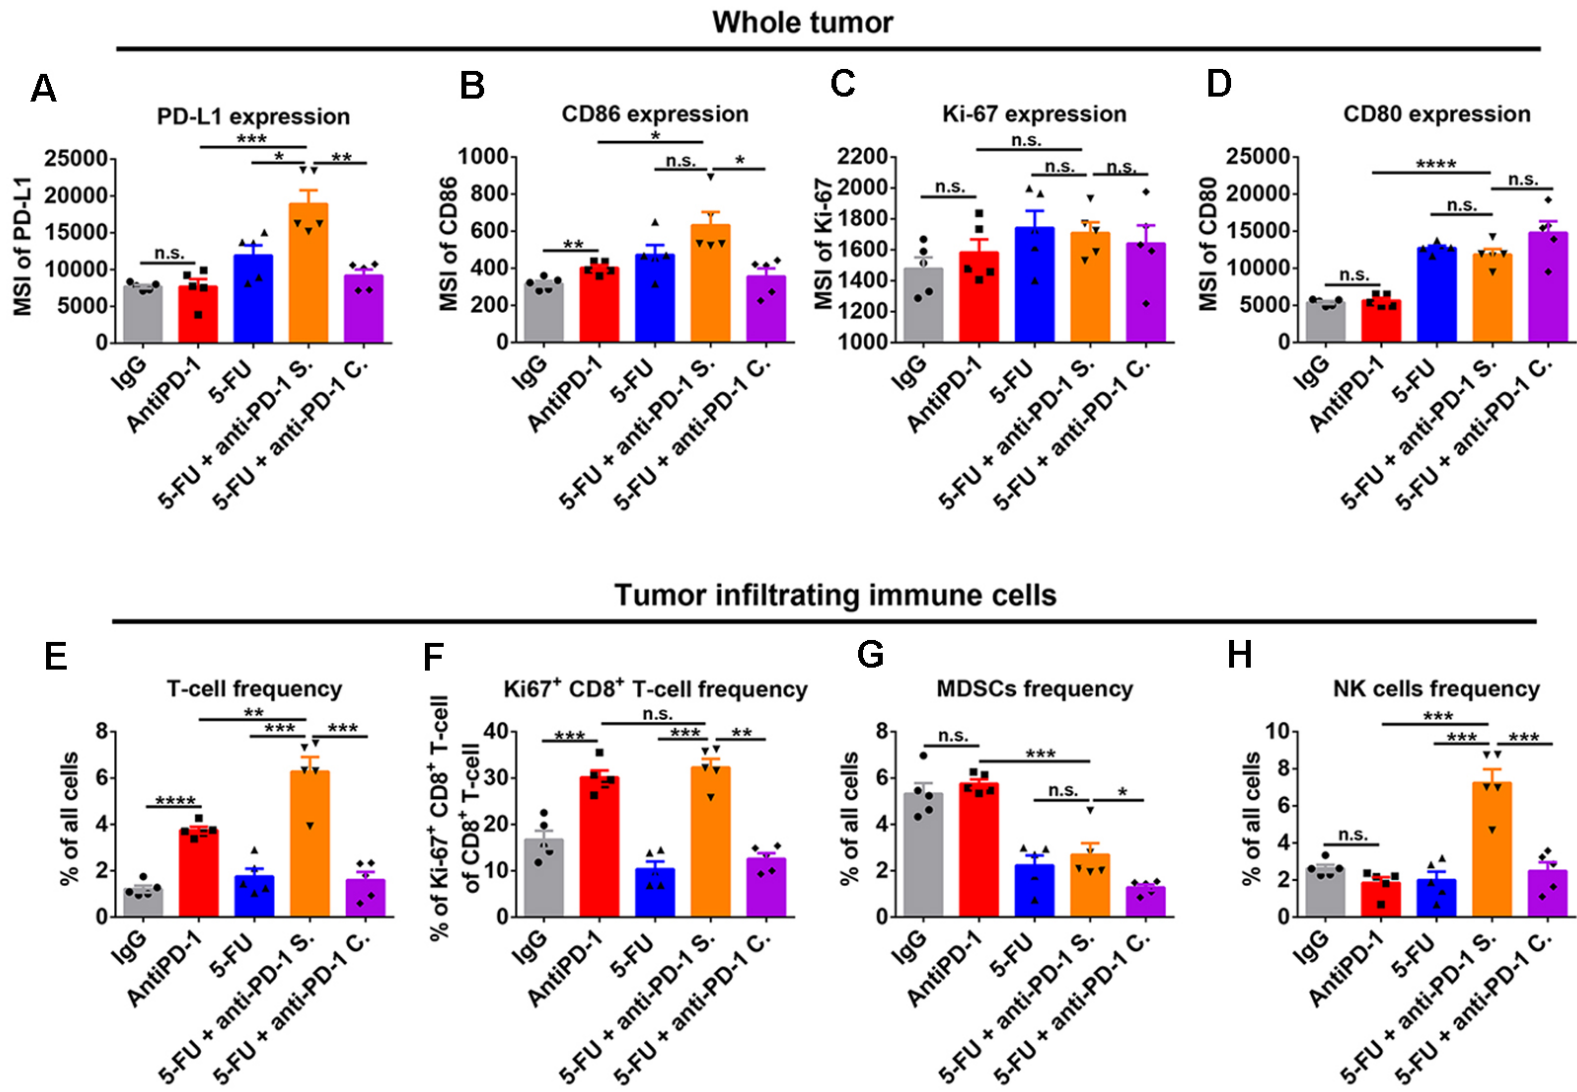 Whole tumor
A
PD-L1 expression
MSI of PD-L1
25000
20000
15000
10000
5000
0
***
*
**
n.s.
IgG
AntiPD-1
5-FU
5-FU + anti-PD-1 S.
5-FU + anti-PD-1 C.
B
CD86 expression
MSI of CD86
1000
800
600
400
200
0
*
n.s.
*
**
IgG
AntiPD-1
5-FU
5-FU + anti-PD-1 S.
5-FU + anti-PD-1 C.
C
Ki-67 expression
MSI of Ki-67
2200
2000
1800
1600
1400
1200
1000
n.s.
n.s.
n.s.
n.s.
IgG
AntiPD-1
5-FU
5-FU + anti-PD-1 S.
5-FU + anti-PD-1 C.
D
CD80 expression
MSI of CD80
25000
20000
15000
10000
5000
0
****
n.s.
n.s.
n.s.
IgG
AntiPD-1
5-FU
5-FU + anti-PD-1 S.
5-FU + anti-PD-1 C.
Tumor infiltrating immune cells
E
T-cell frequency
% of all cells
8
6
4
2
0
**
***
***
****
IgG
AntiPD-1
5-FU
5-FU + anti-PD-1 S.
5-FU + anti-PD-1 C.
F
Ki67⁺ CD8⁺ T-cell frequency
% of Ki-67⁺ CD8⁺ T-cell
of CD8⁺ T-cell
40
30
20
10
0
n.s.
***
***
**
IgG
AntiPD-1
5-FU
5-FU + anti-PD-1 S.
5-FU + anti-PD-1 C.
G
MDSCs frequency
% of all cells
8
6
4
2
0
n.s.
***
n.s.
*
IgG
AntiPD-1
5-FU
5-FU + anti-PD-1 S.
5-FU + anti-PD-1 C.
H
NK cells frequency
% of all cells
10
8
6
4
2
0
***
***
***
n.s.
IgG
AntiPD-1
5-FU
5-FU + anti-PD-1 S.
5-FU + anti-PD-1 C.